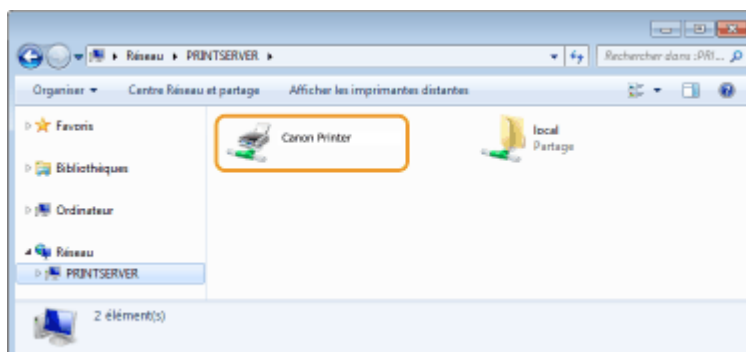 Réseau ▸ PRINTSERVER ▸
Rechercher dans :PRI...
Organiser ▾ Centre Réseau et partage Afficher les imprimantes distantes
Favoris
Bibliothèques
Ordinateur
Réseau
PRINTSERVER
Canon Printer
local
Partage
2 élément(s)